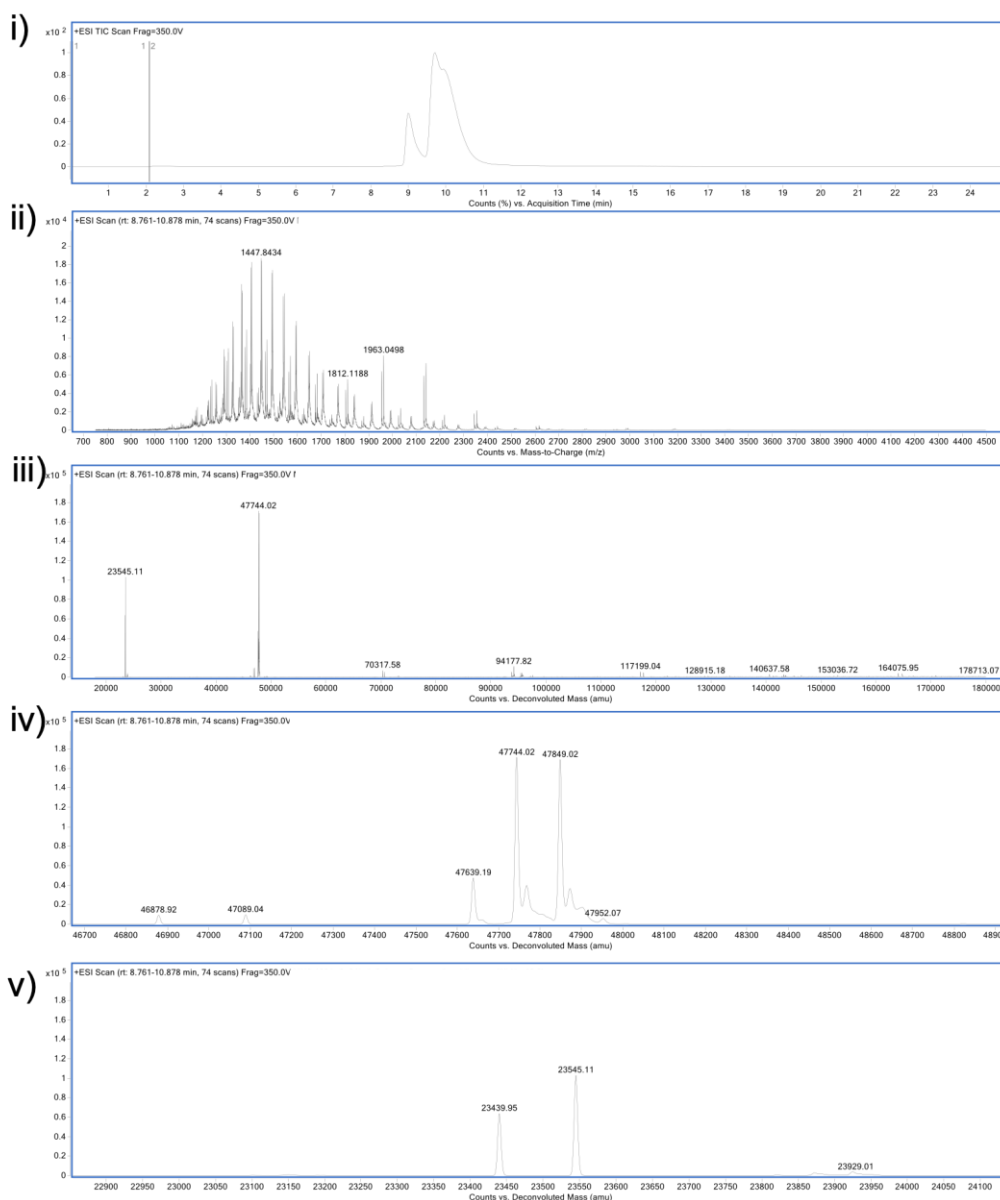 i)
x10 2
+ESI TIC Scan Frag=350.0V
1 1 2
1
0.8
0.6
0.4
0.2
0
1 2 3 4 5 6 7 8 9 10 11 12 13 14 15 16 17 18 19 20 21 22 23 24
Counts (%) vs. Acquisition Time (min)
ii)
x10 4
+ESI Scan (rt: 8.761-10.878 min, 74 scans) Frag=350.0V
2
1.8
1.6
1.4
1.2
1
0.8
0.6
0.4
0.2
0
1447.8434
1812.1188
1963.0498
700 800 900 1000 1100 1200 1300 1400 1500 1600 1700 1800 1900 2000 2100 2200 2300 2400 2500 2600 2700 2800 2900 3000 3100 3200 3300 3400 3500 3600 3700 3800 3900 4000 4100 4200 4300 4400 4500
Counts vs. Mass-to-Charge (m/z)
iii)
x10 5
+ESI Scan (rt: 8.761-10.878 min, 74 scans) Frag=350.0V
1.8
1.6
1.4
1.2
1
0.8
0.6
0.4
0.2
0
23545.11
47744.02
70317.58
94177.82
117199.04
128915.18
140637.58
153036.72
164075.95
178713.07
20000 30000 40000 50000 60000 70000 80000 90000 100000 110000 120000 130000 140000 150000 160000 170000 180000
Counts vs. Deconvoluted Mass (amu)
iv)
x10 5
+ESI Scan (rt: 8.761-10.878 min, 74 scans) Frag=350.0V
1.8
1.6
1.4
1.2
1
0.8
0.6
0.4
0.2
0
46878.92
47089.04
47639.19
47744.02
47849.02
47952.07
46700 46800 46900 47000 47100 47200 47300 47400 47500 47600 47700 47800 47900 48000 48100 48200 48300 48400 48500 48600 48700 48800 4890
Counts vs. Deconvoluted Mass (amu)
v)
x10 5
+ESI Scan (rt: 8.761-10.878 min, 74 scans) Frag=350.0V
1.8
1.6
1.4
1.2
1
0.8
0.6
0.4
0.2
0
23439.95
23545.11
23929.01
22900 22950 23000 23050 23100 23150 23200 23250 23300 23350 23400 23450 23500 23550 23600 23650 23700 23750 23800 23850 23900 23950 24000 24050 24100
Counts vs. Deconvoluted Mass (amu)